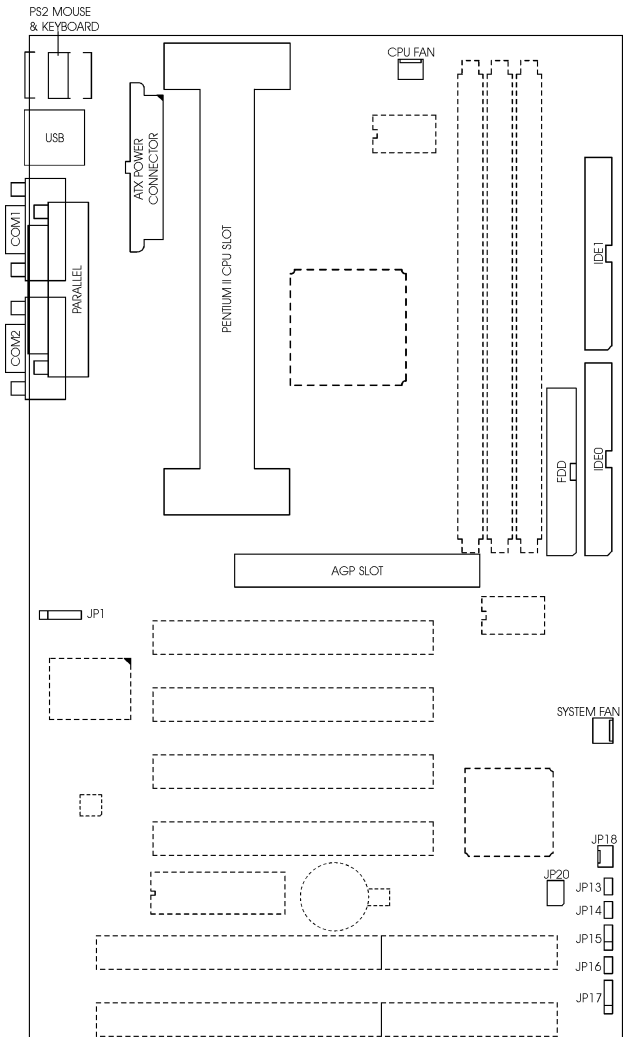 PS2 MOUSE
& KEYBOARD
CPU FAN
USB
ATX POWER
CONNECTOR
COM1
PARALLEL
COM2
PENTIUM II CPU SLOT
IDE1
FDD
IDE0
AGP SLOT
JP1
SYSTEM FAN
JP18
JP20
JP13
JP14
JP15
JP16
JP17